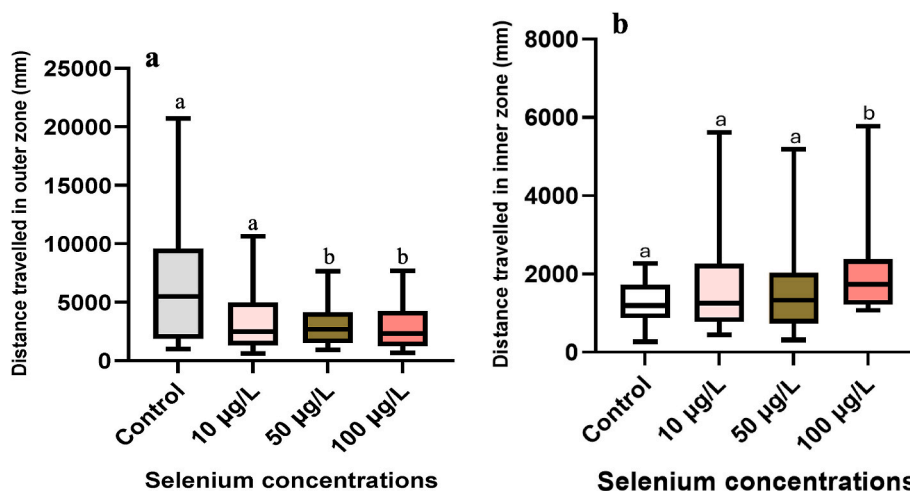 a
Distance travelled in outer zone (mm)
25000
20000
15000
10000
5000
0
a
a
b
b
Control
10 µg/L
50 µg/L
100 µg/L
Selenium concentrations
b
Distance travelled in inner zone (mm)
8000
6000
4000
2000
0
a
a
a
b
Control
10 µg/L
50 µg/L
100 µg/L
Selenium concentrations